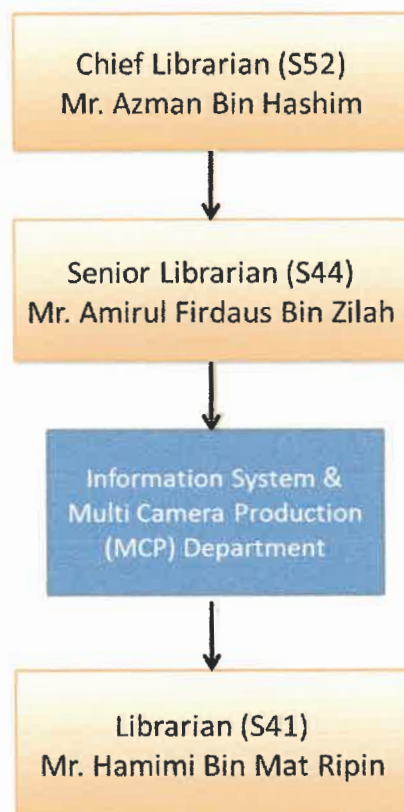 Chief Librarian (S52)
Mr. Azman Bin Hashim
Senior Librarian (S44)
Mr. Amirul Firdaus Bin Zilah
Information System &
Multi Camera Production
(MCP) Department
Librarian (S41)
Mr. Hamimi Bin Mat Ripin